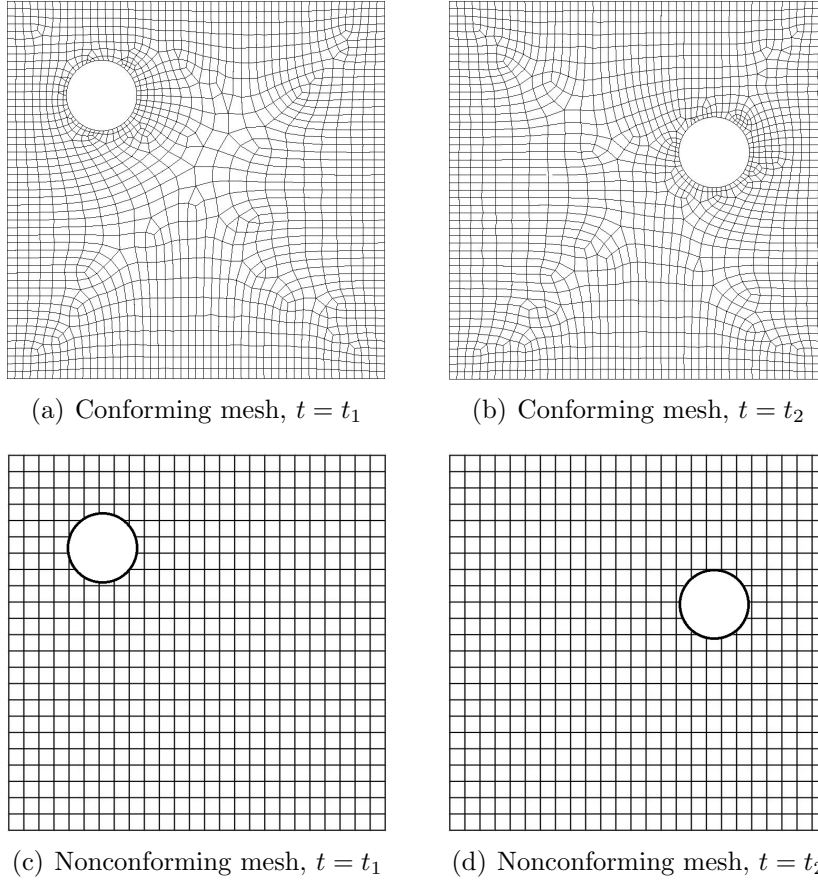 (a) Conforming mesh, t = t₁
(b) Conforming mesh, t = t₂
(c) Nonconforming mesh, t = t₁
(d) Nonconforming mesh, t = t₂